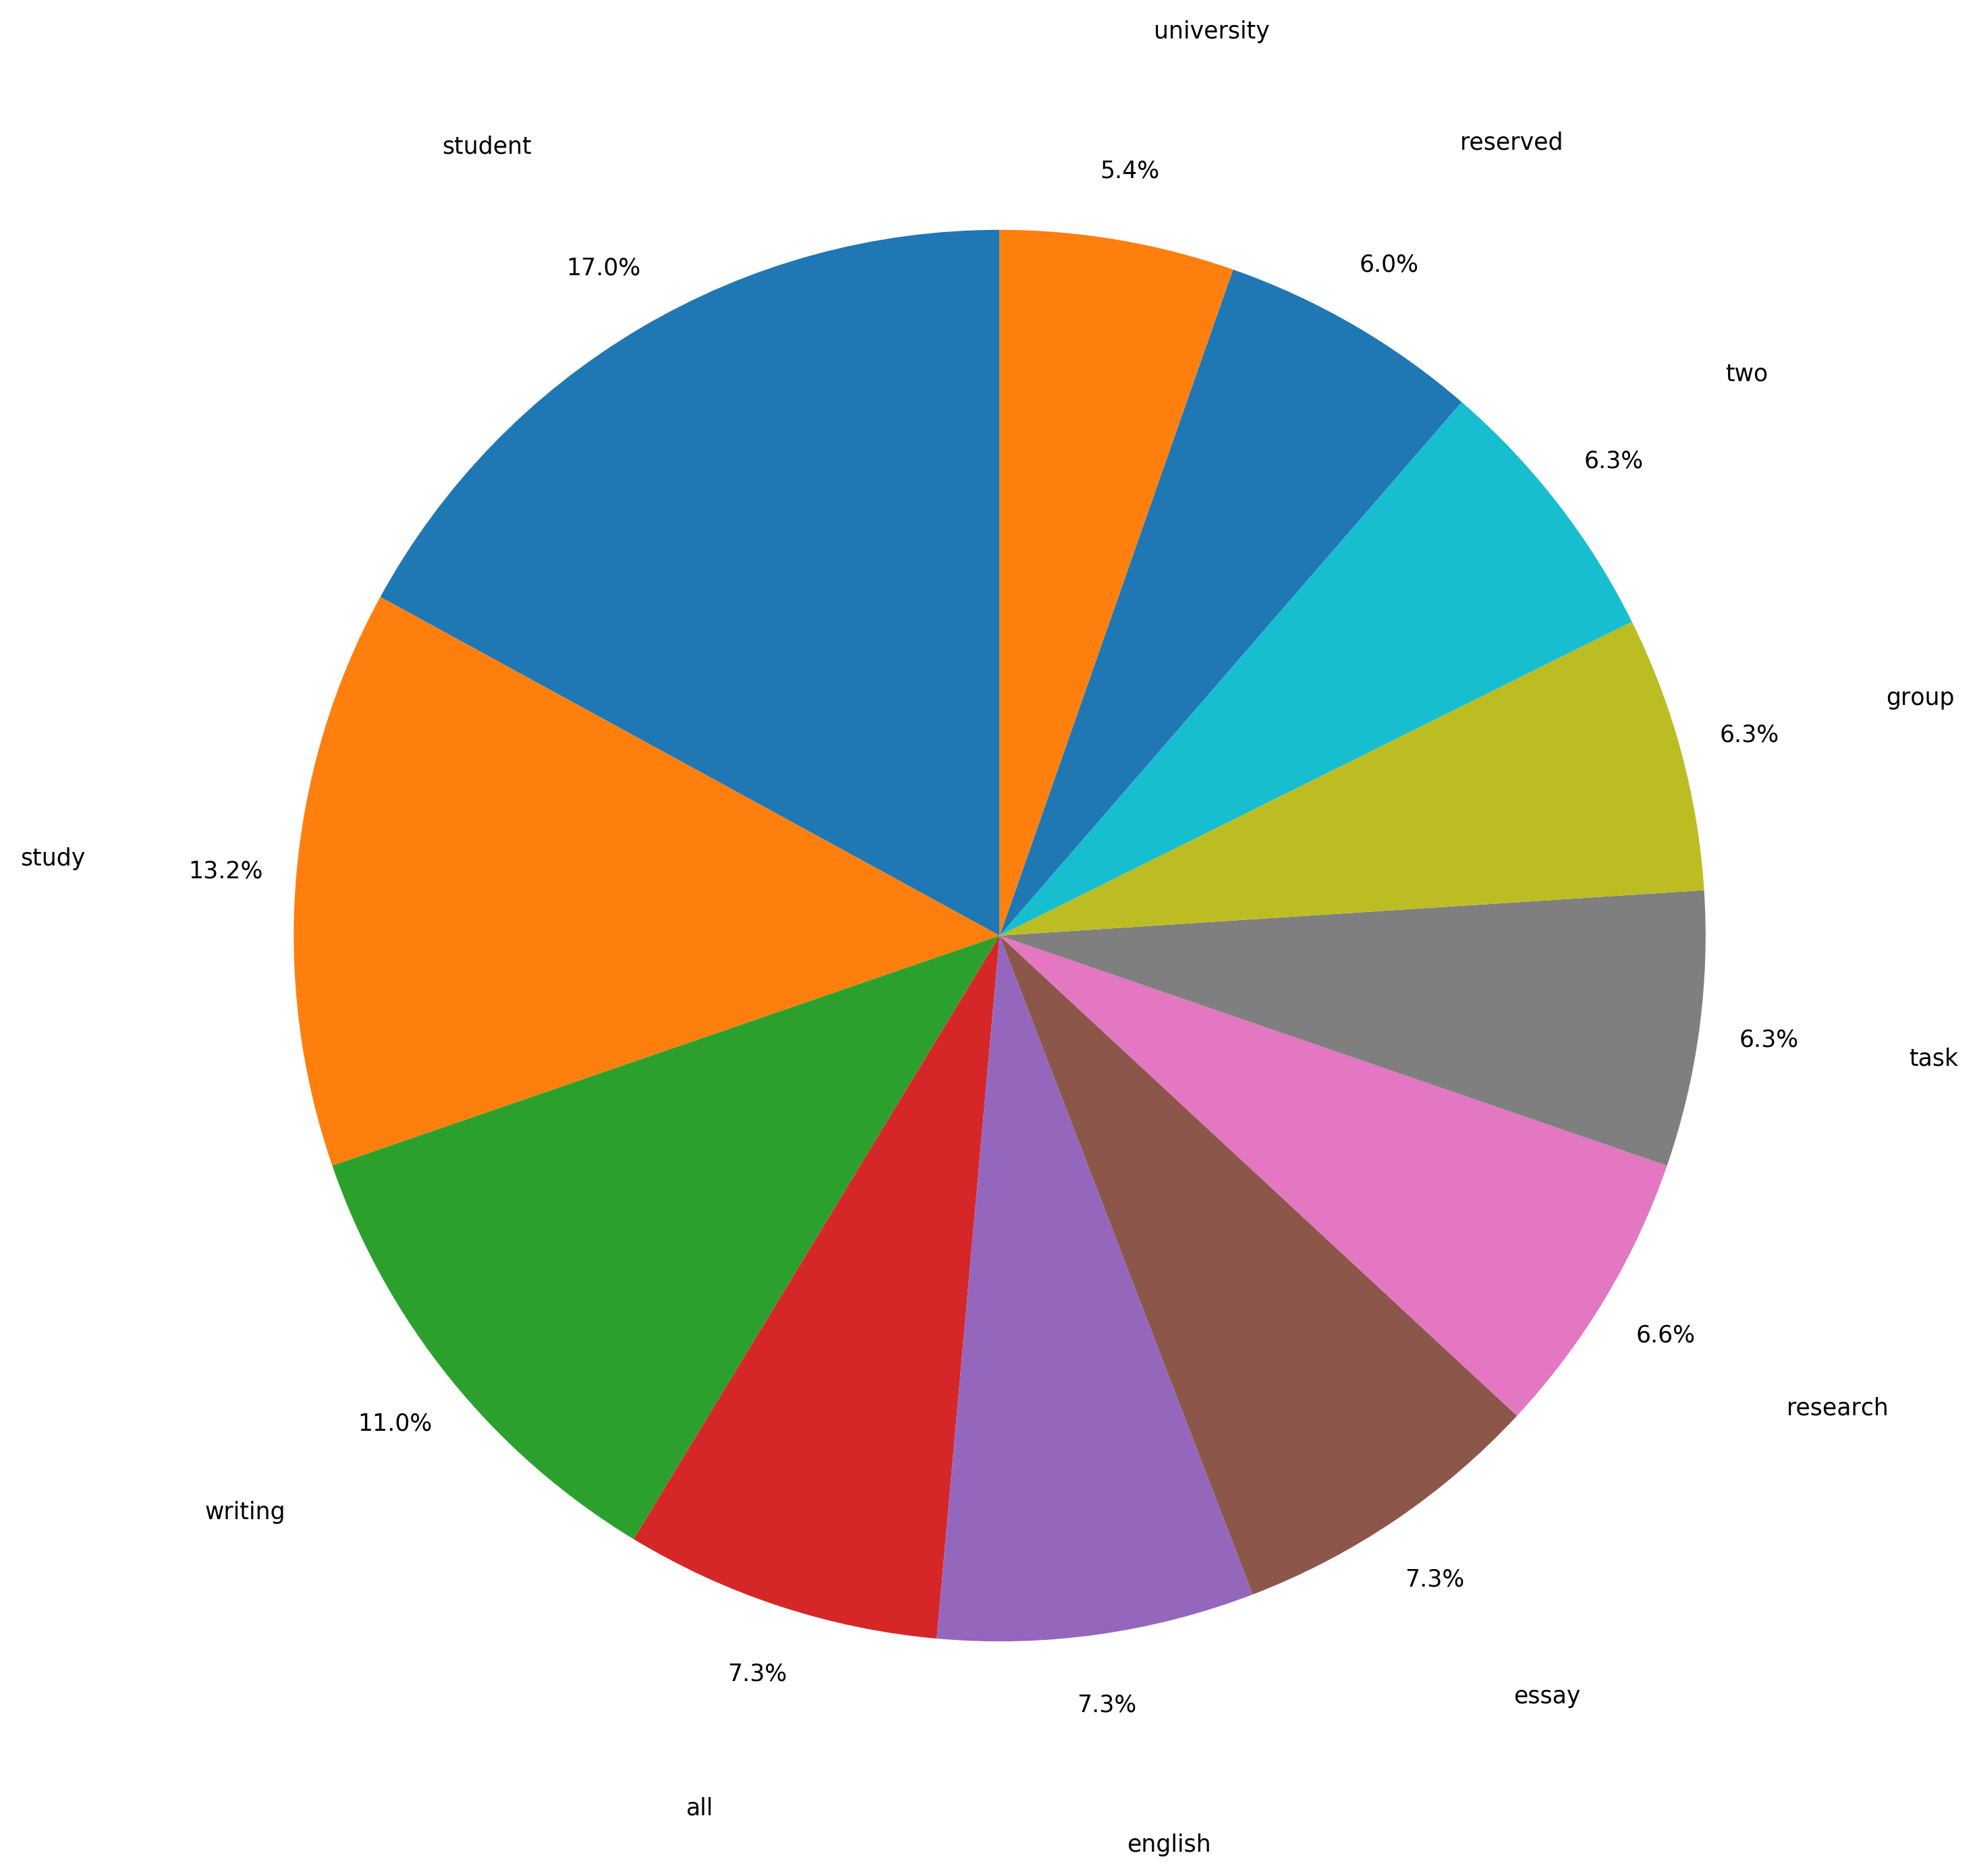 university
student
reserved
5.4%
17.0%
6.0%
two
6.3%
group
6.3%
study
13.2%
6.3%
task
6.6%
research
11.0%
writing
7.3%
7.3%
7.3%
essay
all
english